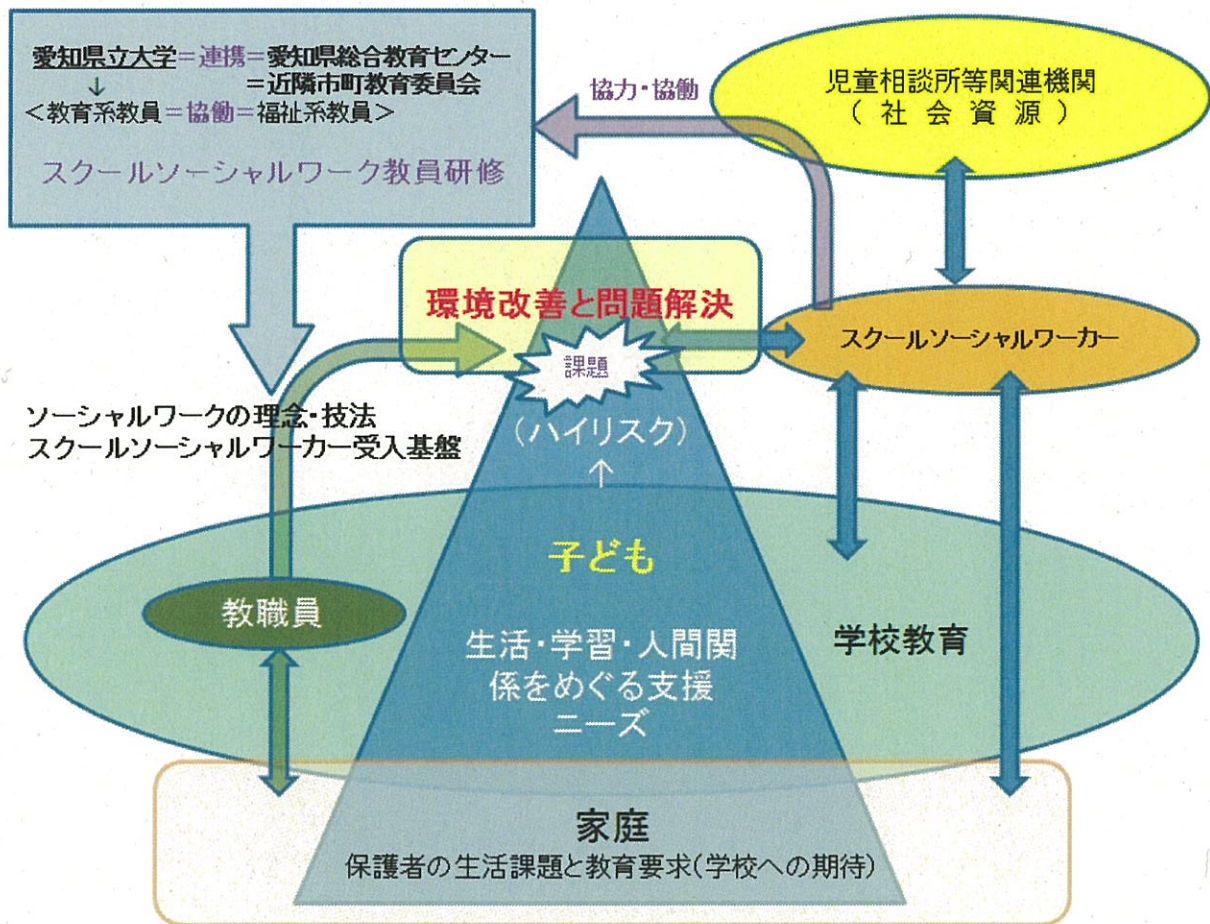 愛知県立大学＝連携＝愛知県総合教育センター
↓　＝近隣市町教育委員会
＜教育系教員＝協働＝福祉系教員＞
スクールソーシャルワーク教員研修
協力・協働
児童相談所等関連機関
（社会資源）
環境改善と問題解決
課題
スクールソーシャルワーカー
（ハイリスク）
↑
ソーシャルワークの理念・技法
スクールソーシャルワーカー受入基盤
子ども
教職員
生活・学習・人間関
係をめぐる支援
ニーズ
学校教育
家庭
保護者の生活課題と教育要求(学校への期待)